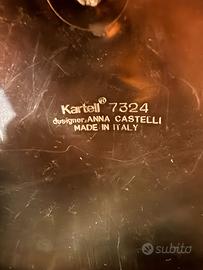 Kartell® 7324
designer, ANNA CASTELLI
MADE IN ITALY
subito